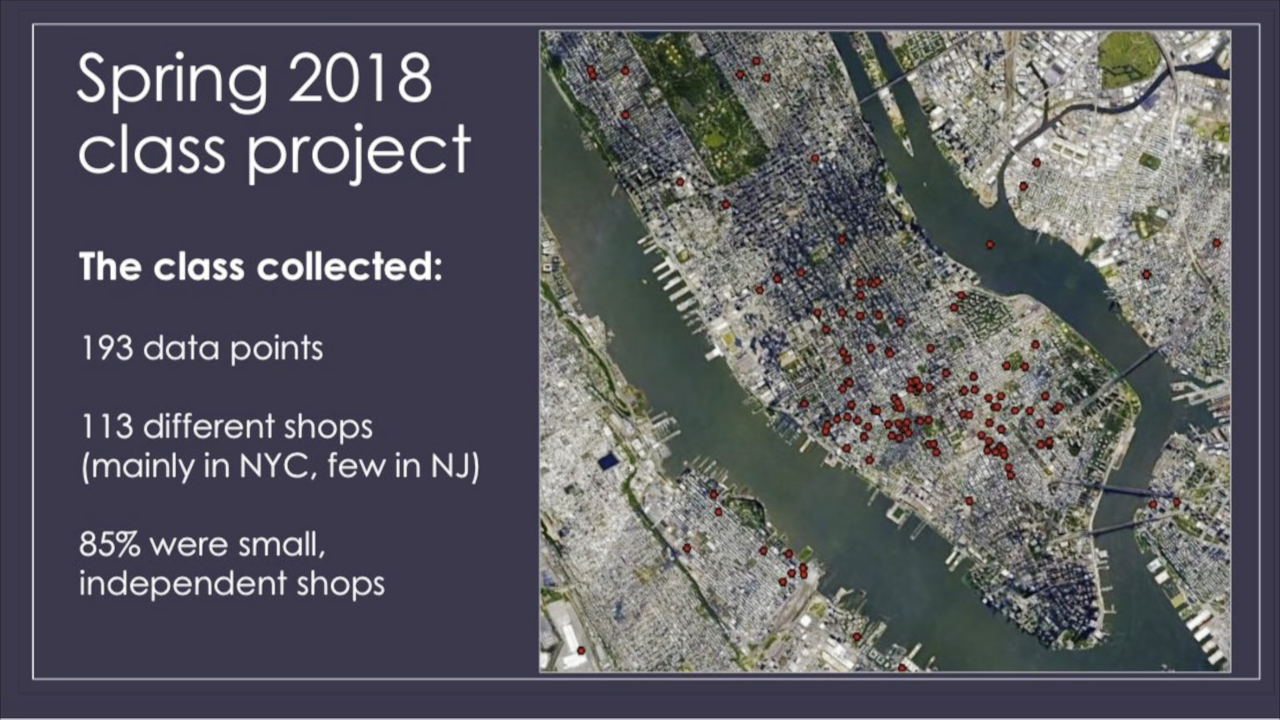 Spring 2018
class project
The class collected:
193 data points
113 different shops
(mainly in NYC, few in NJ)
85% were small,
independent shops